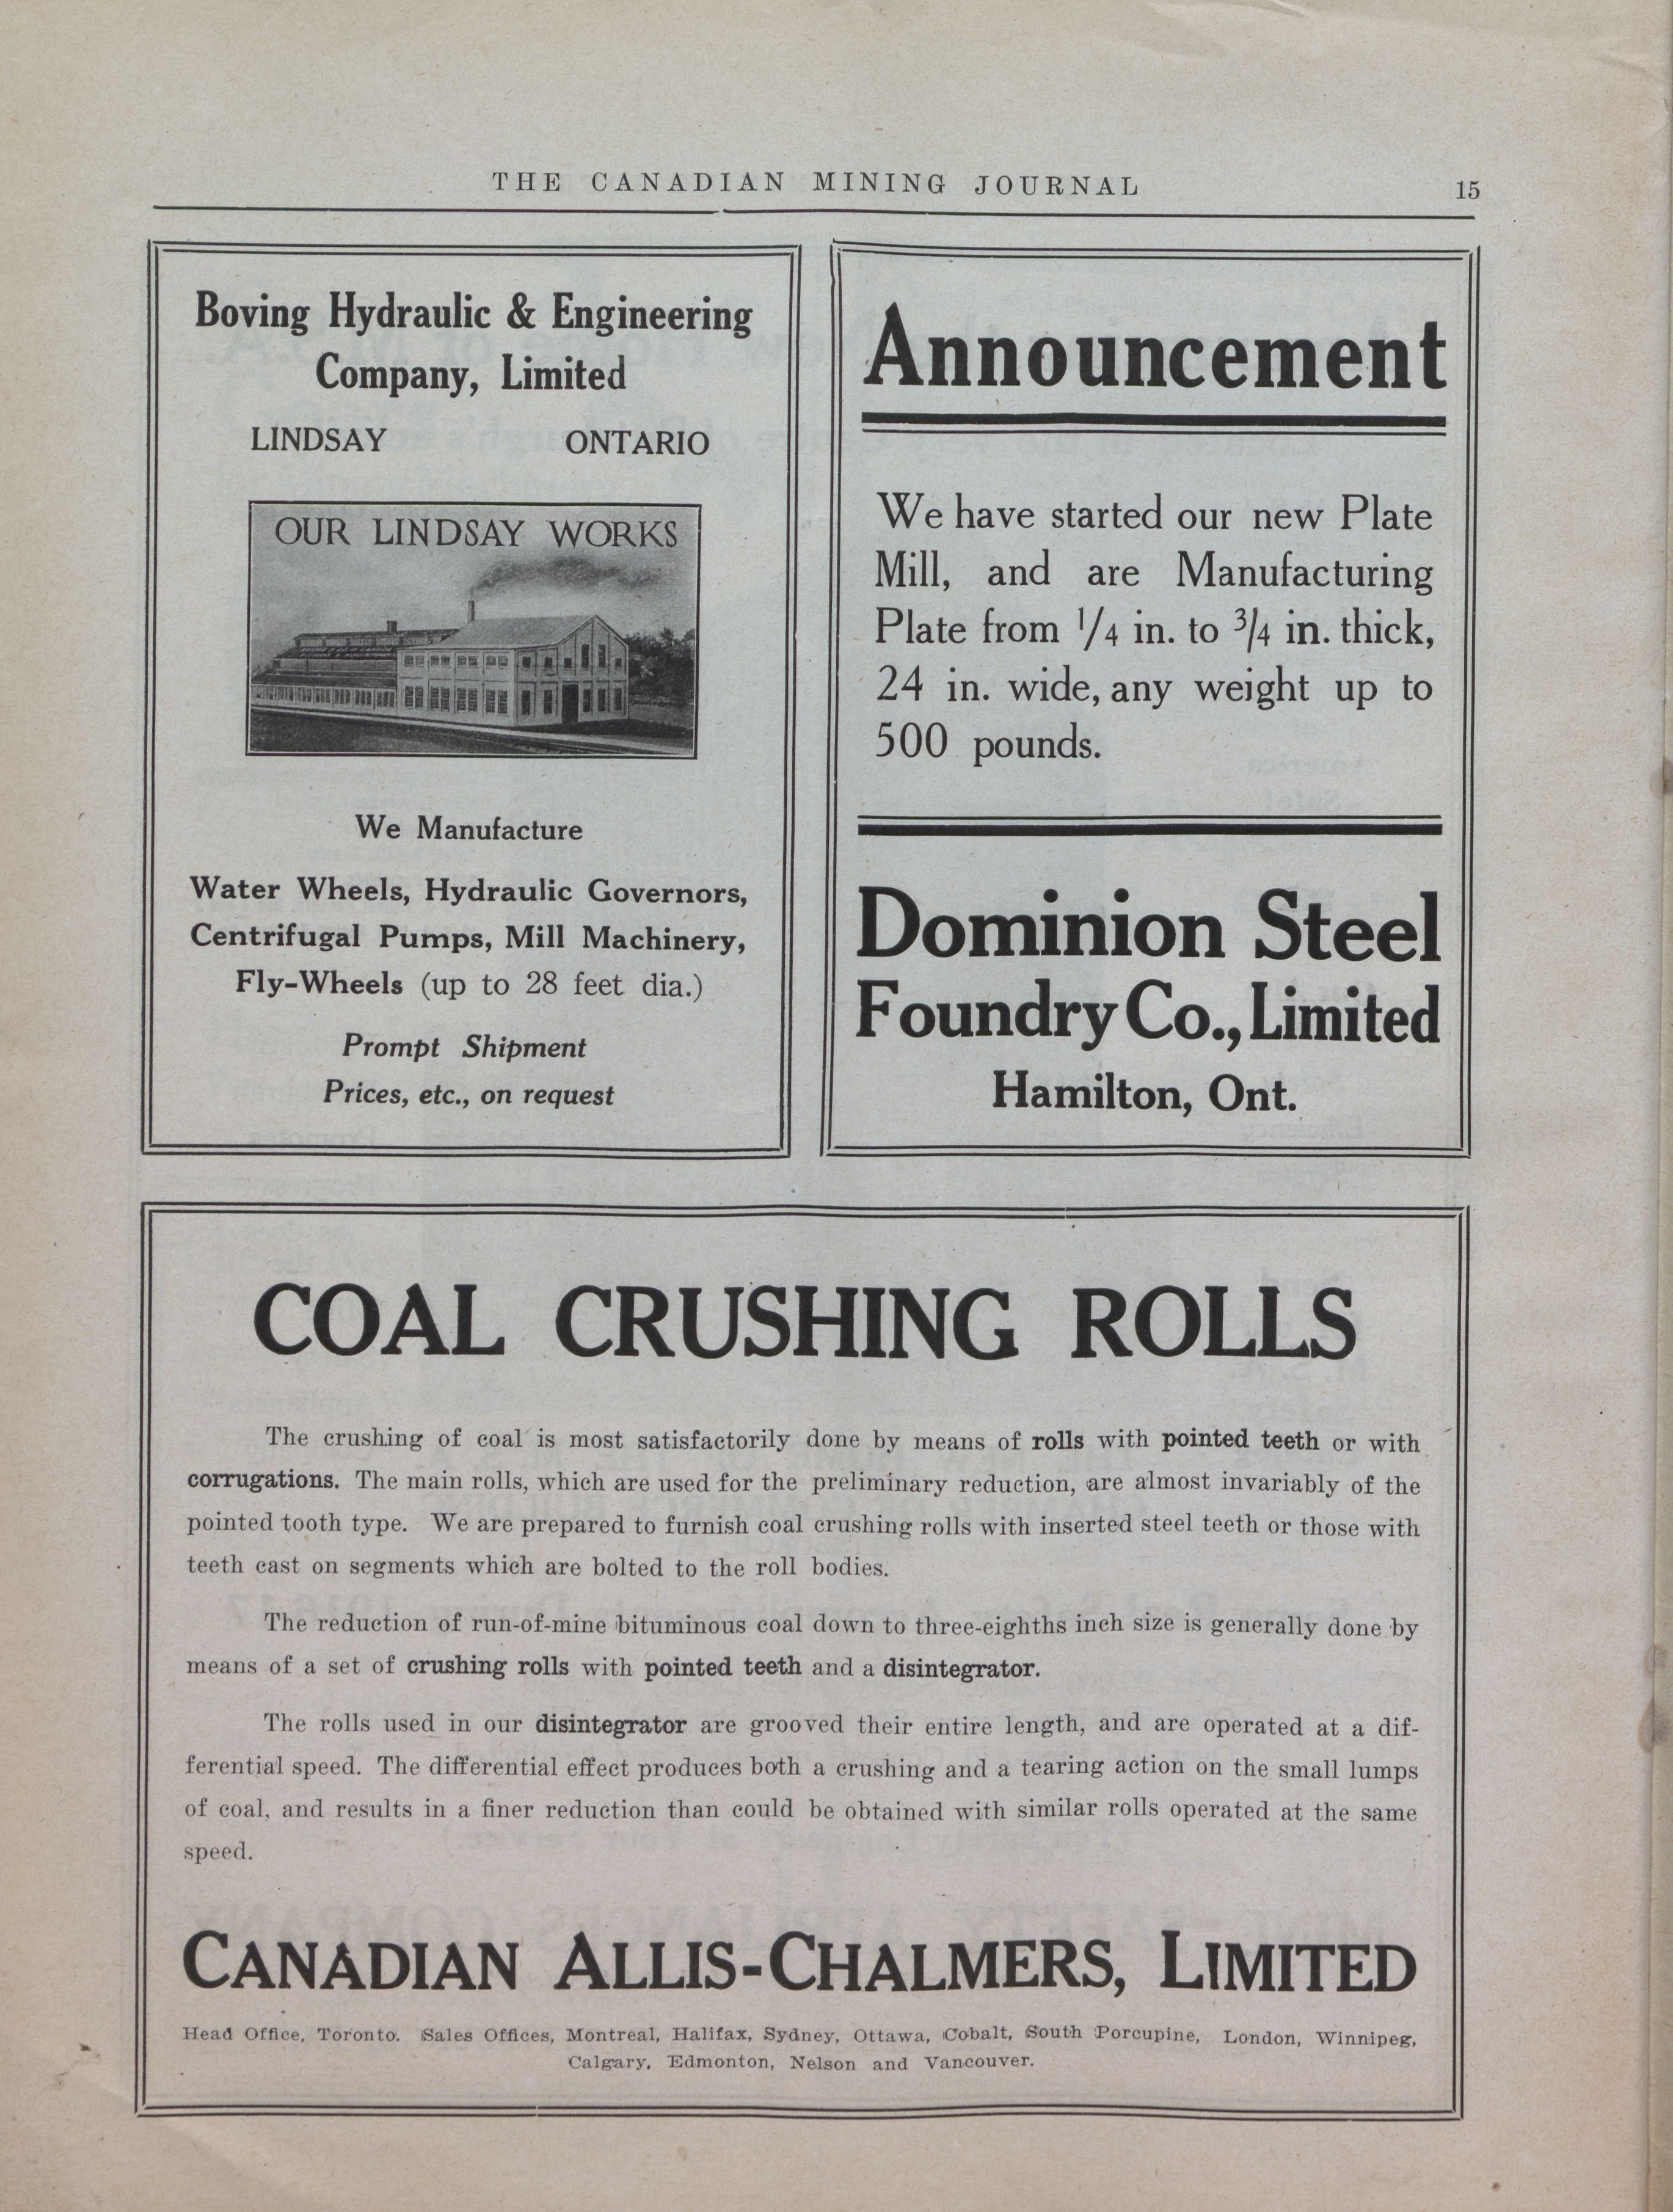 THE CANADIAN MINING JOURNAL
15
Boving Hydraulic & Engineering
Company, Limited
LINDSAY ONTARIO
OUR LINDSAY WORKS
We Manufacture
Water Wheels, Hydraulic Governors,
Centrifugal Pumps, Mill Machinery,
Fly-Wheels (up to 28 feet dia.)
Prompt Shipment
Prices, etc., on request
Announcement
We have started our new Plate
Mill, and are Manufacturing
Plate from 1/4 in. to 3/4 in. thick,
24 in. wide, any weight up to
500 pounds.
Dominion Steel
Foundry Co., Limited
Hamilton, Ont.
COAL CRUSHING ROLLS
The crushing of coal is most satisfactorily done by means of rolls with pointed teeth or with
corrugations. The main rolls, which are used for the preliminary reduction, are almost invariably of the
pointed tooth type. We are prepared to furnish coal crushing rolls with inserted steel teeth or those with
teeth cast on segments which are bolted to the roll bodies.
The reduction of run-of-mine bituminous coal down to three-eighths inch size is generally done by
means of a set of crushing rolls with pointed teeth and a disintegrator.
The rolls used in our disintegrator are grooved their entire length, and are operated at a dif-
ferential speed. The differential effect produces both a crushing and a tearing action on the small lumps
of coal, and results in a finer reduction than could be obtained with similar rolls operated at the same
speed.
CANADIAN ALLIS-CHALMERS, LIMITED
Head Office, Toronto. Sales Offices, Montreal, Halifax, Sydney, Ottawa, Cobalt, South Porcupine, London, Winnipeg,
Calgary, Edmonton, Nelson and Vancouver.